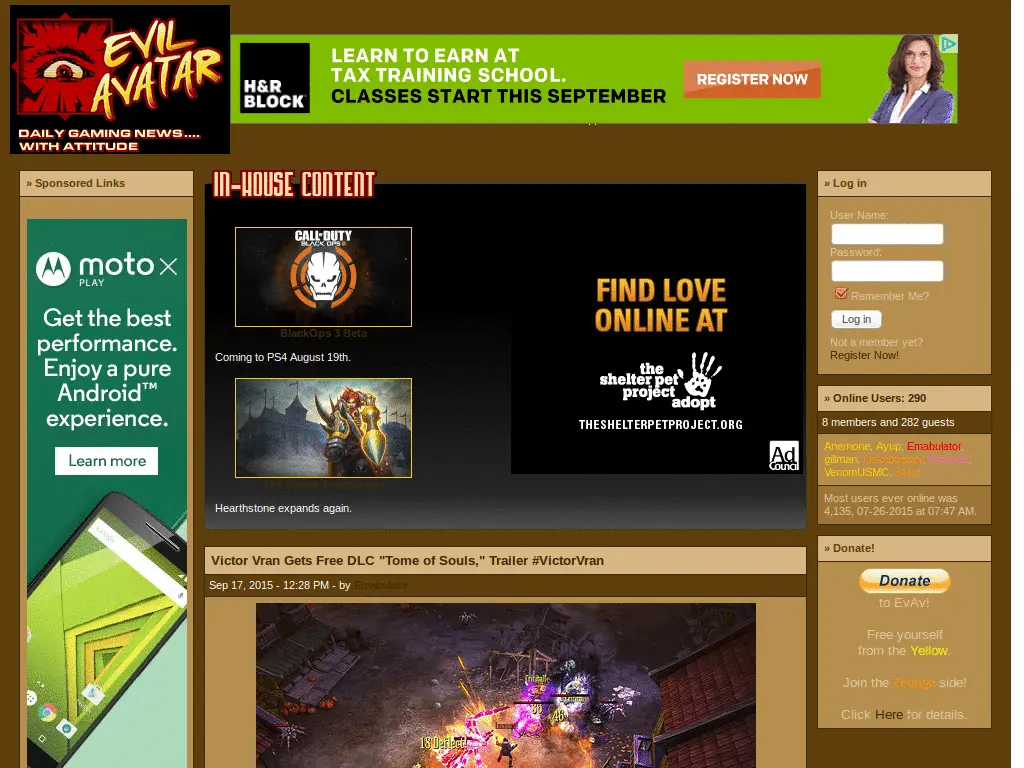 EVIL
AVATAR
DAILY GAMING NEWS....
WITH ATTITUDE
H&R
BLOCK
LEARN TO EARN AT
TAX TRAINING SCHOOL.
CLASSES START THIS SEPTEMBER
REGISTER NOW
» Sponsored Links
moto x
PLAY
Get the best
performance.
Enjoy a pure
Android™
experience.
Learn more
Google
IN-HOUSE CONTENT
CALL OF DUTY
BLACK OPS III
BlackOps 3 Beta
Coming to PS4 August 19th.
Hearthstone expands again.
FIND LOVE
ONLINE AT
the
shelter pet
project
adopt
THESHELTERPETPROJECT.ORG
Ad
Council
Victor Vran Gets Free DLC "Tome of Souls," Trailer #VictorVran
Sep 17, 2015 - 12:28 PM - by Emabulator
36
46
18 Deflect!
» Log in
User Name:
Password:
Remember Me?
Log in
Not a member yet?
Register Now!
» Online Users: 290
8 members and 282 guests
Anemone, Ayup, Emabulator,
gillman,
VenomUSMC,
Most users ever online was
4,135, 07-26-2015 at 07:47 AM.
» Donate!
Donate
to EvAv!
Free yourself
from the Yellow.
Join the Orange side!
Click Here for details.